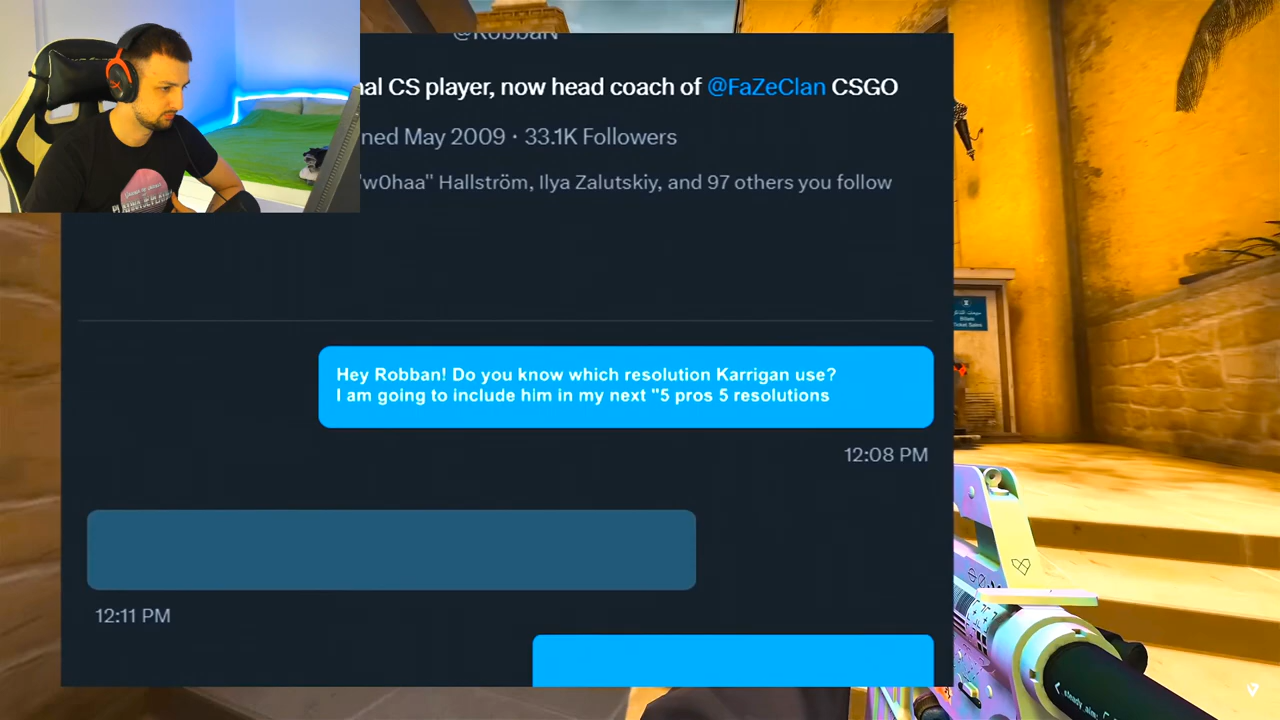 @RobbaN
nal CS player, now head coach of @FaZeClan CSGO
ned May 2009 · 33.1K Followers
"w0haa" Hallström, Ilya Zalutskiy, and 97 others you follow
Hey Robban! Do you know which resolution Karrigan use?
I am going to include him in my next "5 pros 5 resolutions
12:08 PM
12:11 PM